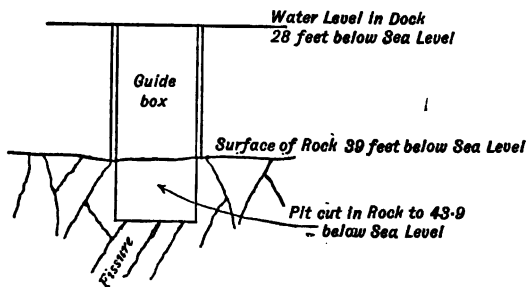 Water Level in Dock
28 feet below Sea Level
Guide
box
Surface of Rock 39 feet below Sea Level
Pit cut in Rock to 43·9
below Sea Level
Fissure